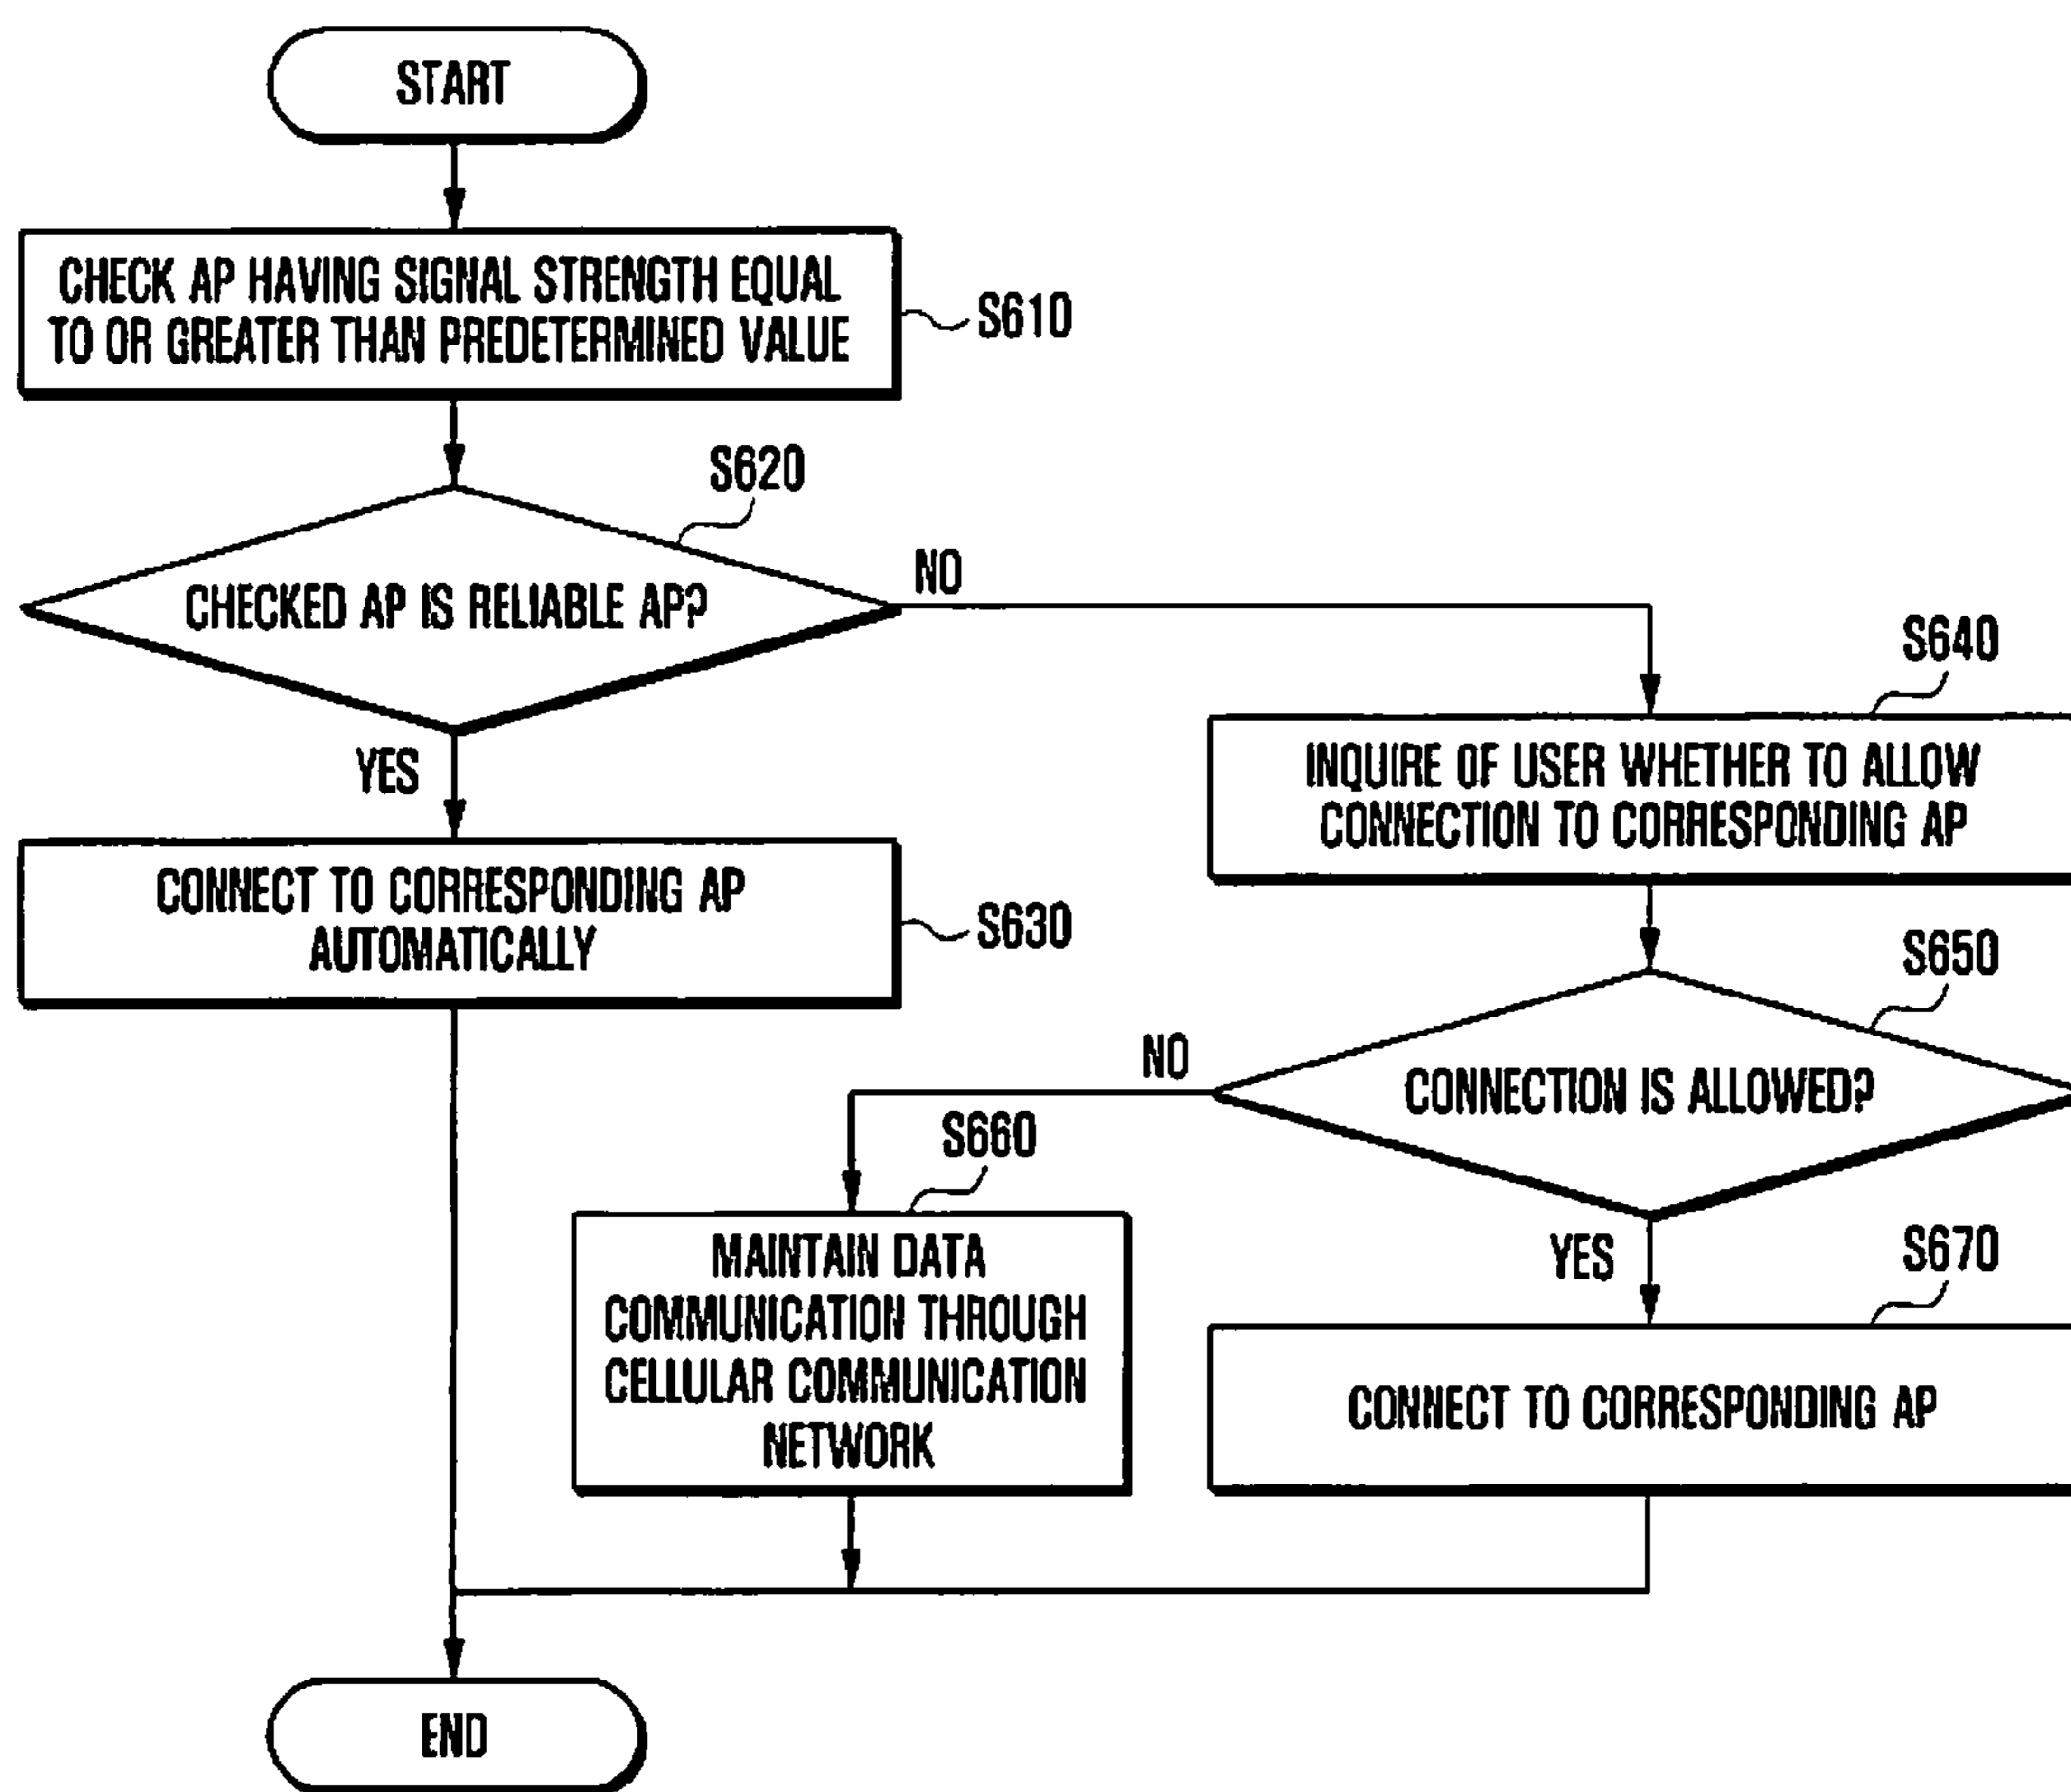 START
CHECK AP HAVING SIGNAL STRENGTH EQUAL
TO OR GREATER THAN PREDETERMINED VALUE
S610
S620
CHECKED AP IS RELIABLE AP?
NO
YES
CONNECT TO CORRESPONDING AP
AUTOMATICALLY
S630
S640
INQUIRE OF USER WHETHER TO ALLOW
CONNECTION TO CORRESPONDING AP
S650
CONNECTION IS ALLOWED?
NO
S660
MAINTAIN DATA
COMMUNICATION THROUGH
CELLULAR COMMUNICATION
NETWORK
YES
S670
CONNECT TO CORRESPONDING AP
END